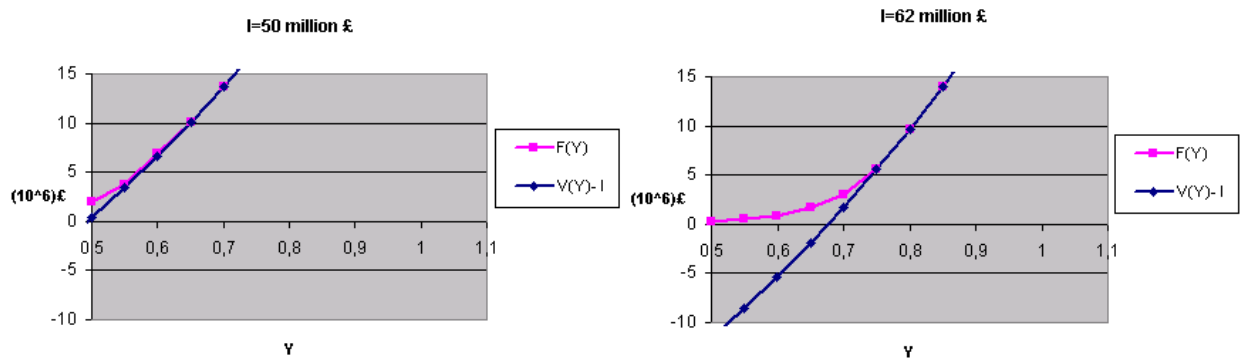 I=50 million £
15
10
5
0
-5
-10
(10^6)£
0,5 0,6 0,7 0,8 0,9 1 1,1
Y
F(Y)
V(Y)- I
I=62 million £
15
10
5
0
-5
-10
(10^6)£
0,5 0,6 0,7 0,8 0,9 1 1,1
Y
F(Y)
V(Y)- I